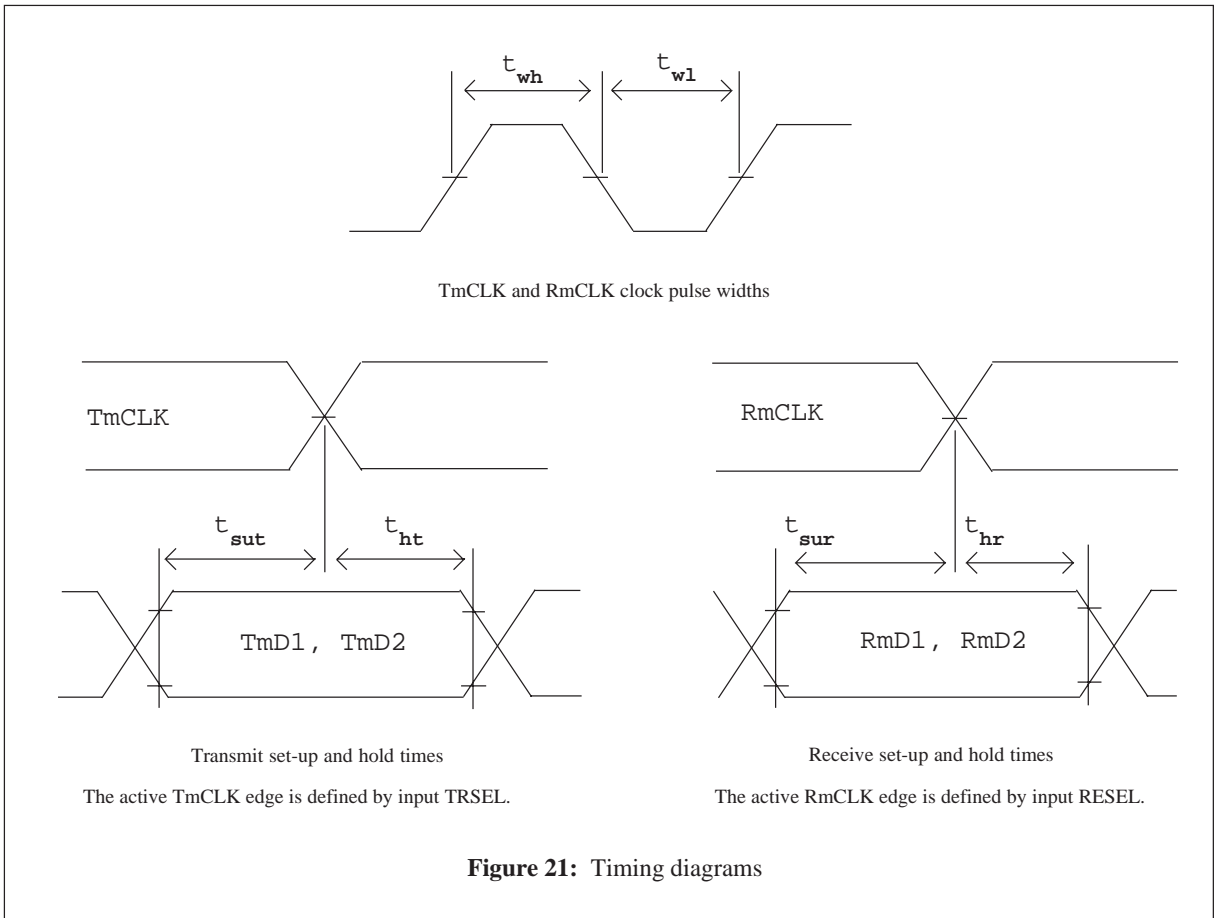 t wh t wl
TmCLK and RmCLK clock pulse widths
TmCLK
RmCLK
t sut t ht
t sur t hr
TmD1, TmD2
RmD1, RmD2
Transmit set-up and hold times
The active TmCLK edge is defined by input TRSEL.
Receive set-up and hold times
The active RmCLK edge is defined by input RESEL.
Figure 21: Timing diagrams